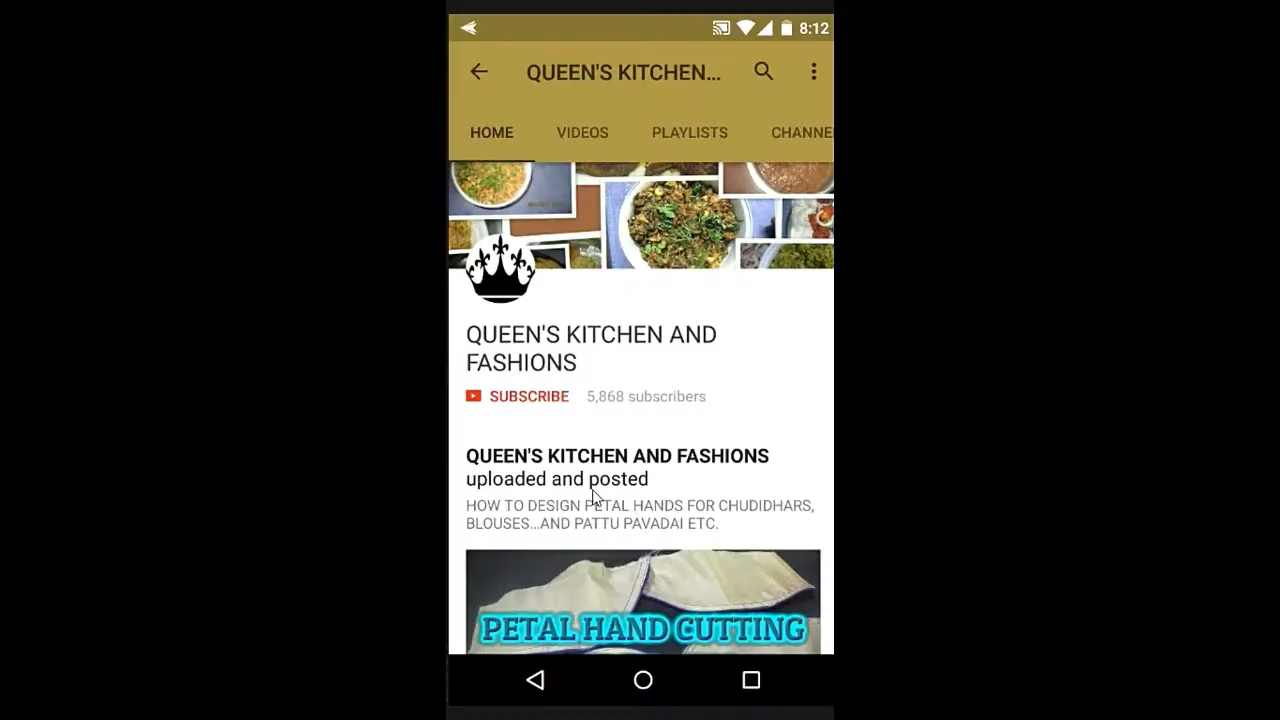 8:12
QUEEN'S KITCHEN...
HOME VIDEOS PLAYLISTS CHANNE
QUEEN'S KITCHEN AND
FASHIONS
SUBSCRIBE 5,868 subscribers
QUEEN'S KITCHEN AND FASHIONS
uploaded and posted
HOW TO DESIGN PETAL HANDS FOR CHUDIDHARS,
BLOUSES...AND PATTU PAVADAI ETC.
PETAL HAND CUTTING